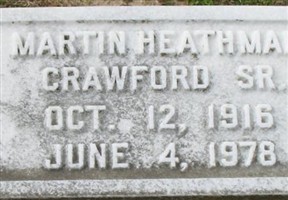 MARTIN HEATHMAN
CRAWFORD SR.
OCT. 12, 1916
JUNE 4, 1978